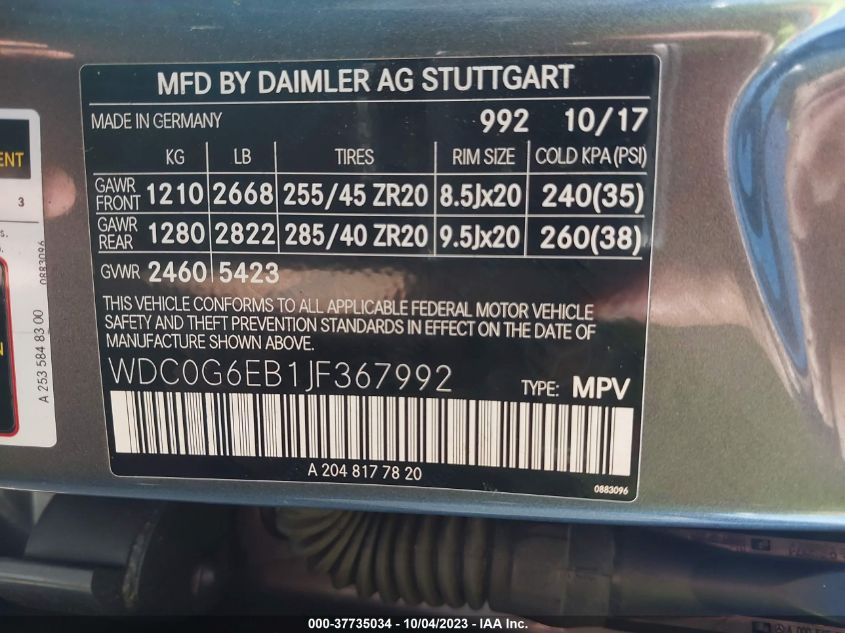 MFD BY DAIMLER AG STUTTGART
MADE IN GERMANY 992 10/17
KG LB TIRES RIM SIZE COLD KPA(PSI)
GAWR FRONT 1210 2668 255/45 ZR20 8.5Jx20 240(35)
GAWR REAR 1280 2822 285/40 ZR20 9.5Jx20 260(38)
GVWR 2460 5423
THIS VEHICLE CONFORMS TO ALL APPLICABLE FEDERAL MOTOR VEHICLE
SAFETY AND THEFT PREVENTION STANDARDS IN EFFECT ON THE DATE OF
MANUFACTURE SHOWN ABOVE.
WDC0G6EB1JF367992 TYPE: MPV
A 204 817 78 20
0883096
3
0883096
A 253 584 83 00
000-37735034 - 10/04/2023 - IBRE.com